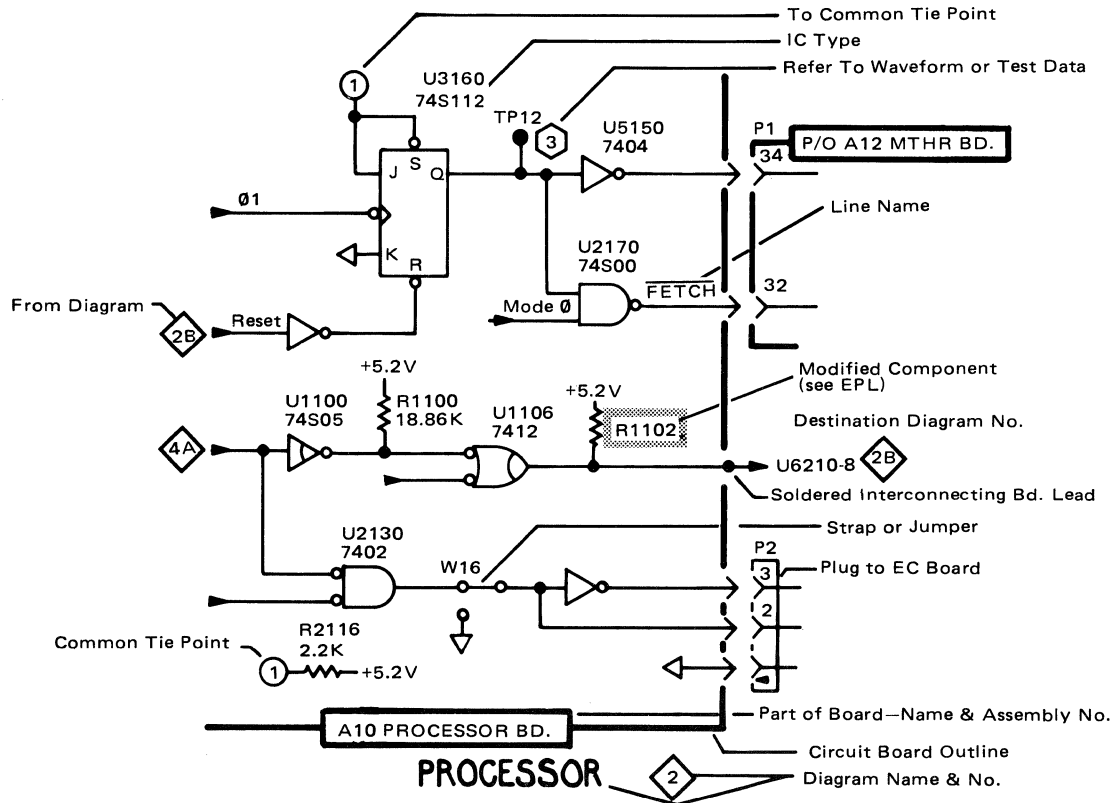 To Common Tie Point
IC Type
Refer To Waveform or Test Data
1
U3160
74S112
TP12
3
U5150
7404
P1
34
P/O A12 MTHR BD.
S
J
Q
Ø1
K
R
Line Name
U2170
74S00
FETCH
32
Mode Ø
From Diagram
2B
Reset
+5.2V
Modified Component
(see EPL)
U1100
74S05
R1100
18.86K
U1106
7412
+5.2V
R1102
Destination Diagram No.
4A
U6210-8
2B
Soldered Interconnecting Bd. Lead
Strap or Jumper
U2130
7402
W16
P2
3
Plug to EC Board
2
Common Tie Point
R2116
2.2K
1
+5.2V
Part of Board—Name & Assembly No.
A10 PROCESSOR BD.
Circuit Board Outline
PROCESSOR
2
Diagram Name & No.